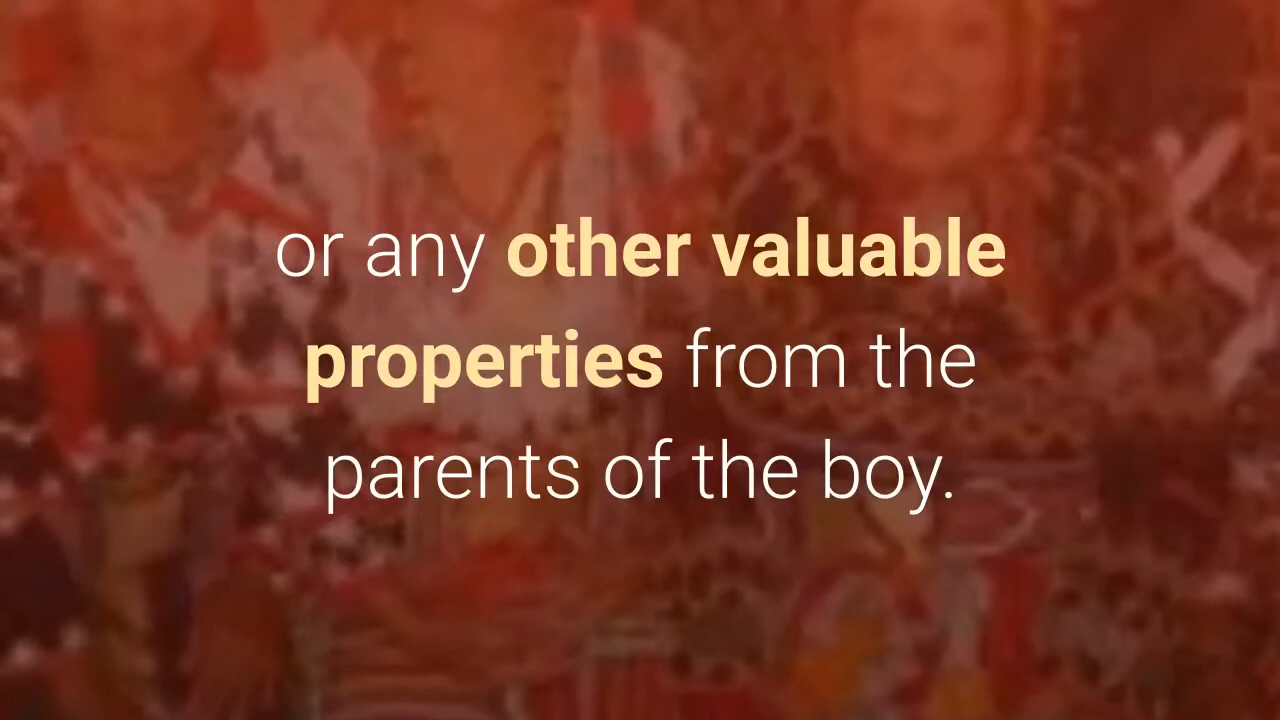 or any other valuable
properties from the
parents of the boy.